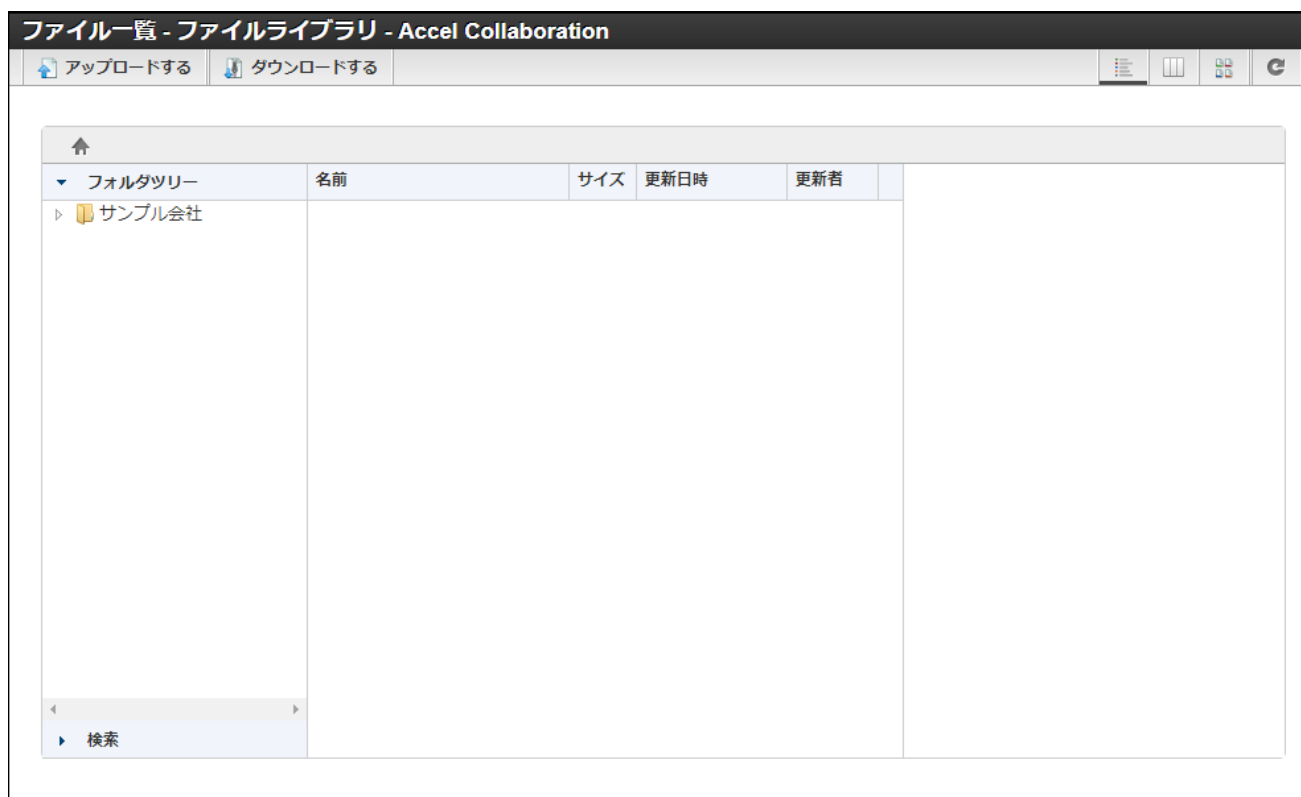 ファイル一覧 - ファイルライブラリ - Accel Collaboration
アップロードする ダウンロードする
フォルダツリー 名前 サイズ 更新日時 更新者
サンプル会社
検索